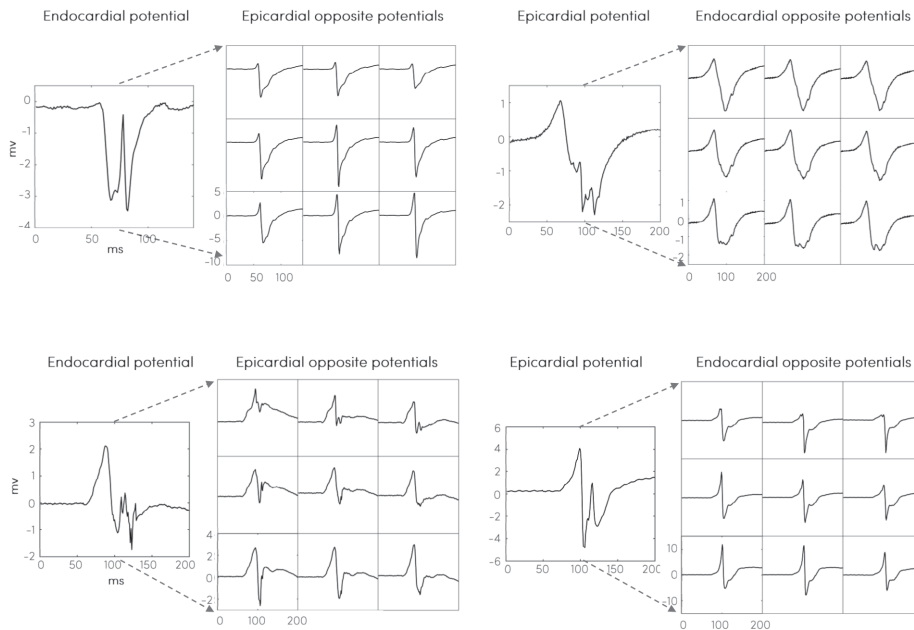 Endocardial potential
Epicardial opposite potentials
0
-1
-2
-3
-4
mv
0 50 100
ms
5
0
-5
-10
0 50 100
Epicardial potential
Endocardial opposite potentials
1
0
-1
-2
0 50 100 150 200
1
0
-1
-2
0 100 200
Endocardial potential
Epicardial opposite potentials
3
2
1
0
-1
-2
mv
0 50 100 150 200
ms
4
2
0
-2
0 100 200
Epicardial potential
Endocardial opposite potentials
6
4
2
0
-2
-4
-6
0 50 100 150 200
10
0
-10
0 100 200